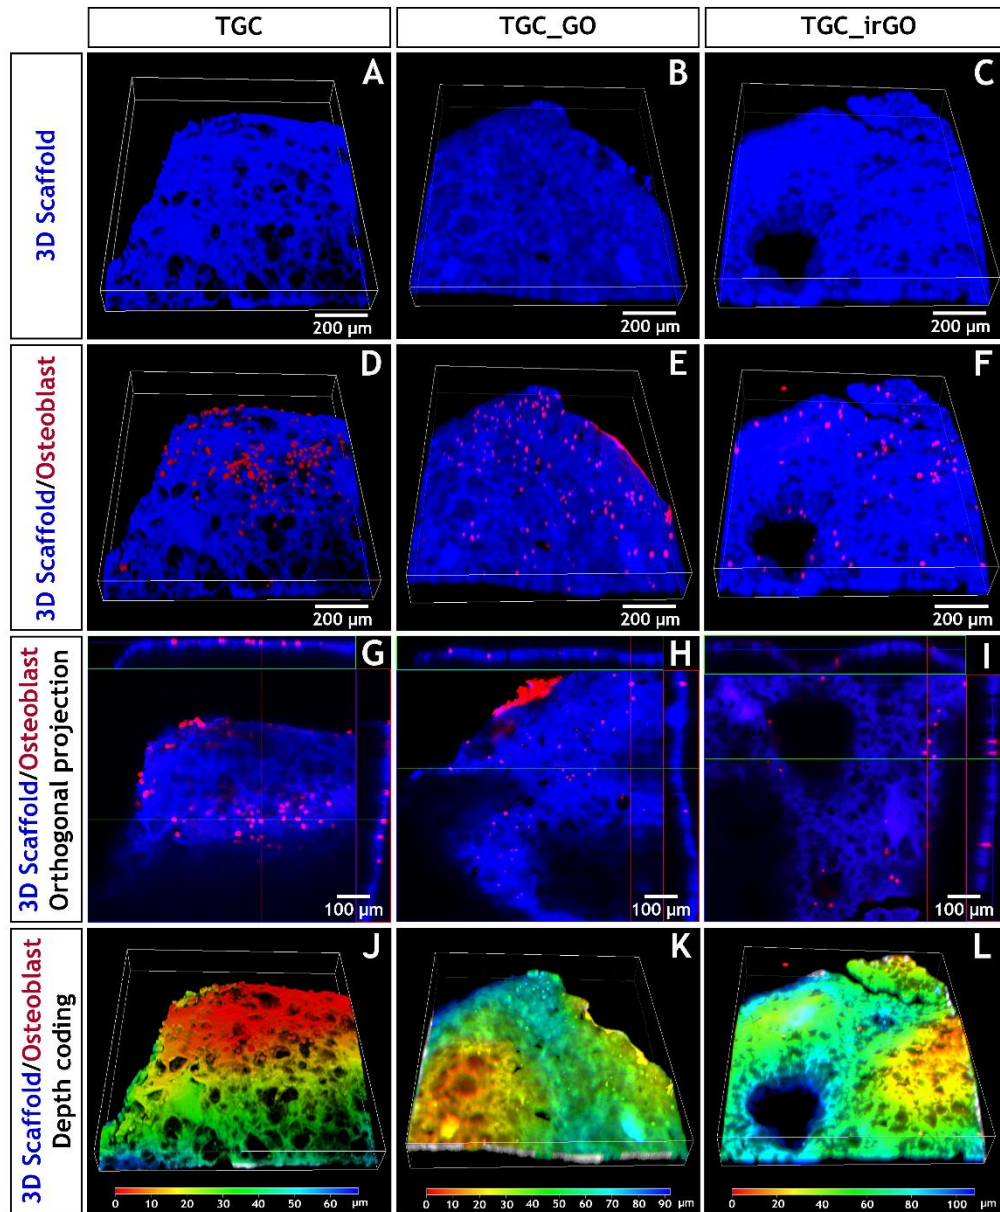 TGC
TGC_GO
TGC_irGO
3D Scaffold
A
B
C
200 µm
200 µm
200 µm
3D Scaffold/Osteoblast
D
E
F
200 µm
200 µm
200 µm
3D Scaffold/Osteoblast
Orthogonal projection
G
H
I
100 µm
100 µm
100 µm
3D Scaffold/Osteoblast
Depth coding
J
K
L
0 10 20 30 40 50 60 µm
0 10 20 30 40 50 60 70 80 90 µm
0 20 40 60 80 100 µm